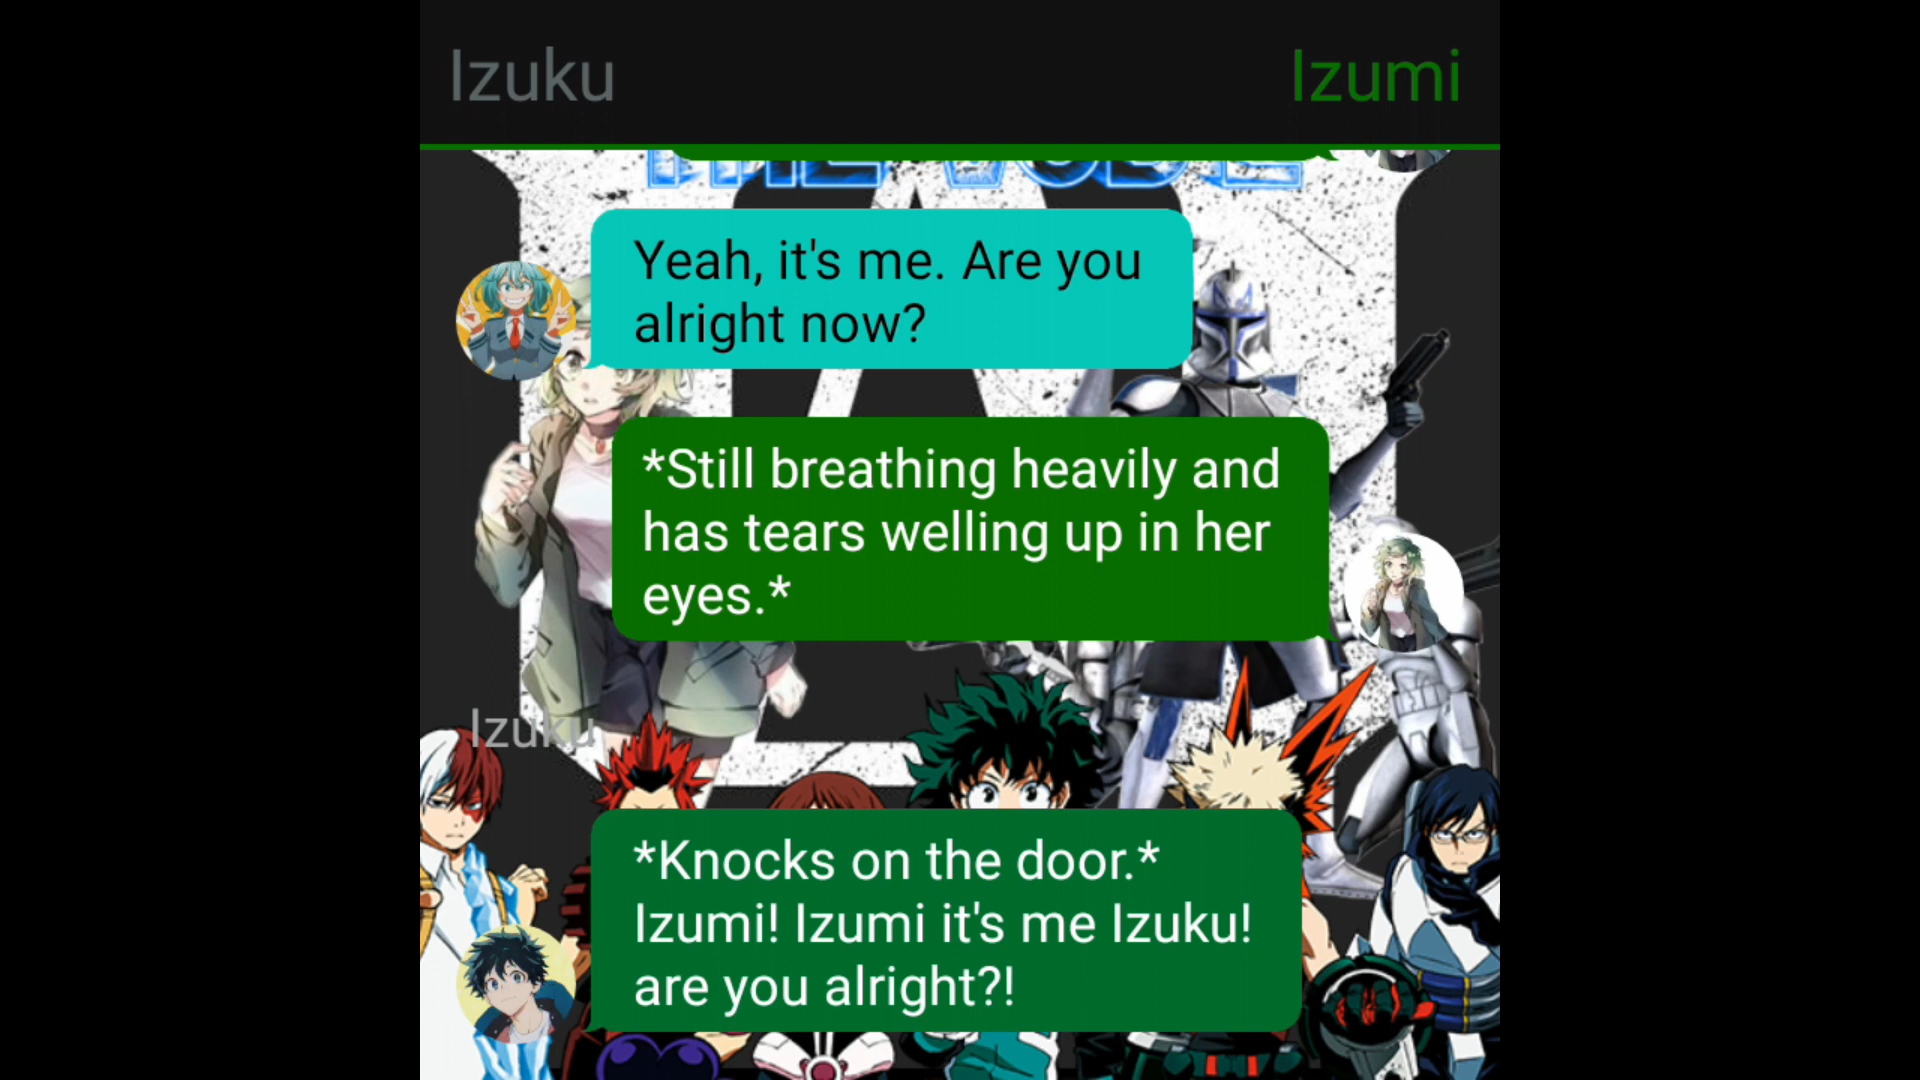 Izuku
Izumi
Yeah, it's me. Are you
alright now?
*Still breathing heavily and
has tears welling up in her
eyes.*
Izuku
*Knocks on the door.*
Izumi! Izumi it's me Izuku!
are you alright?!